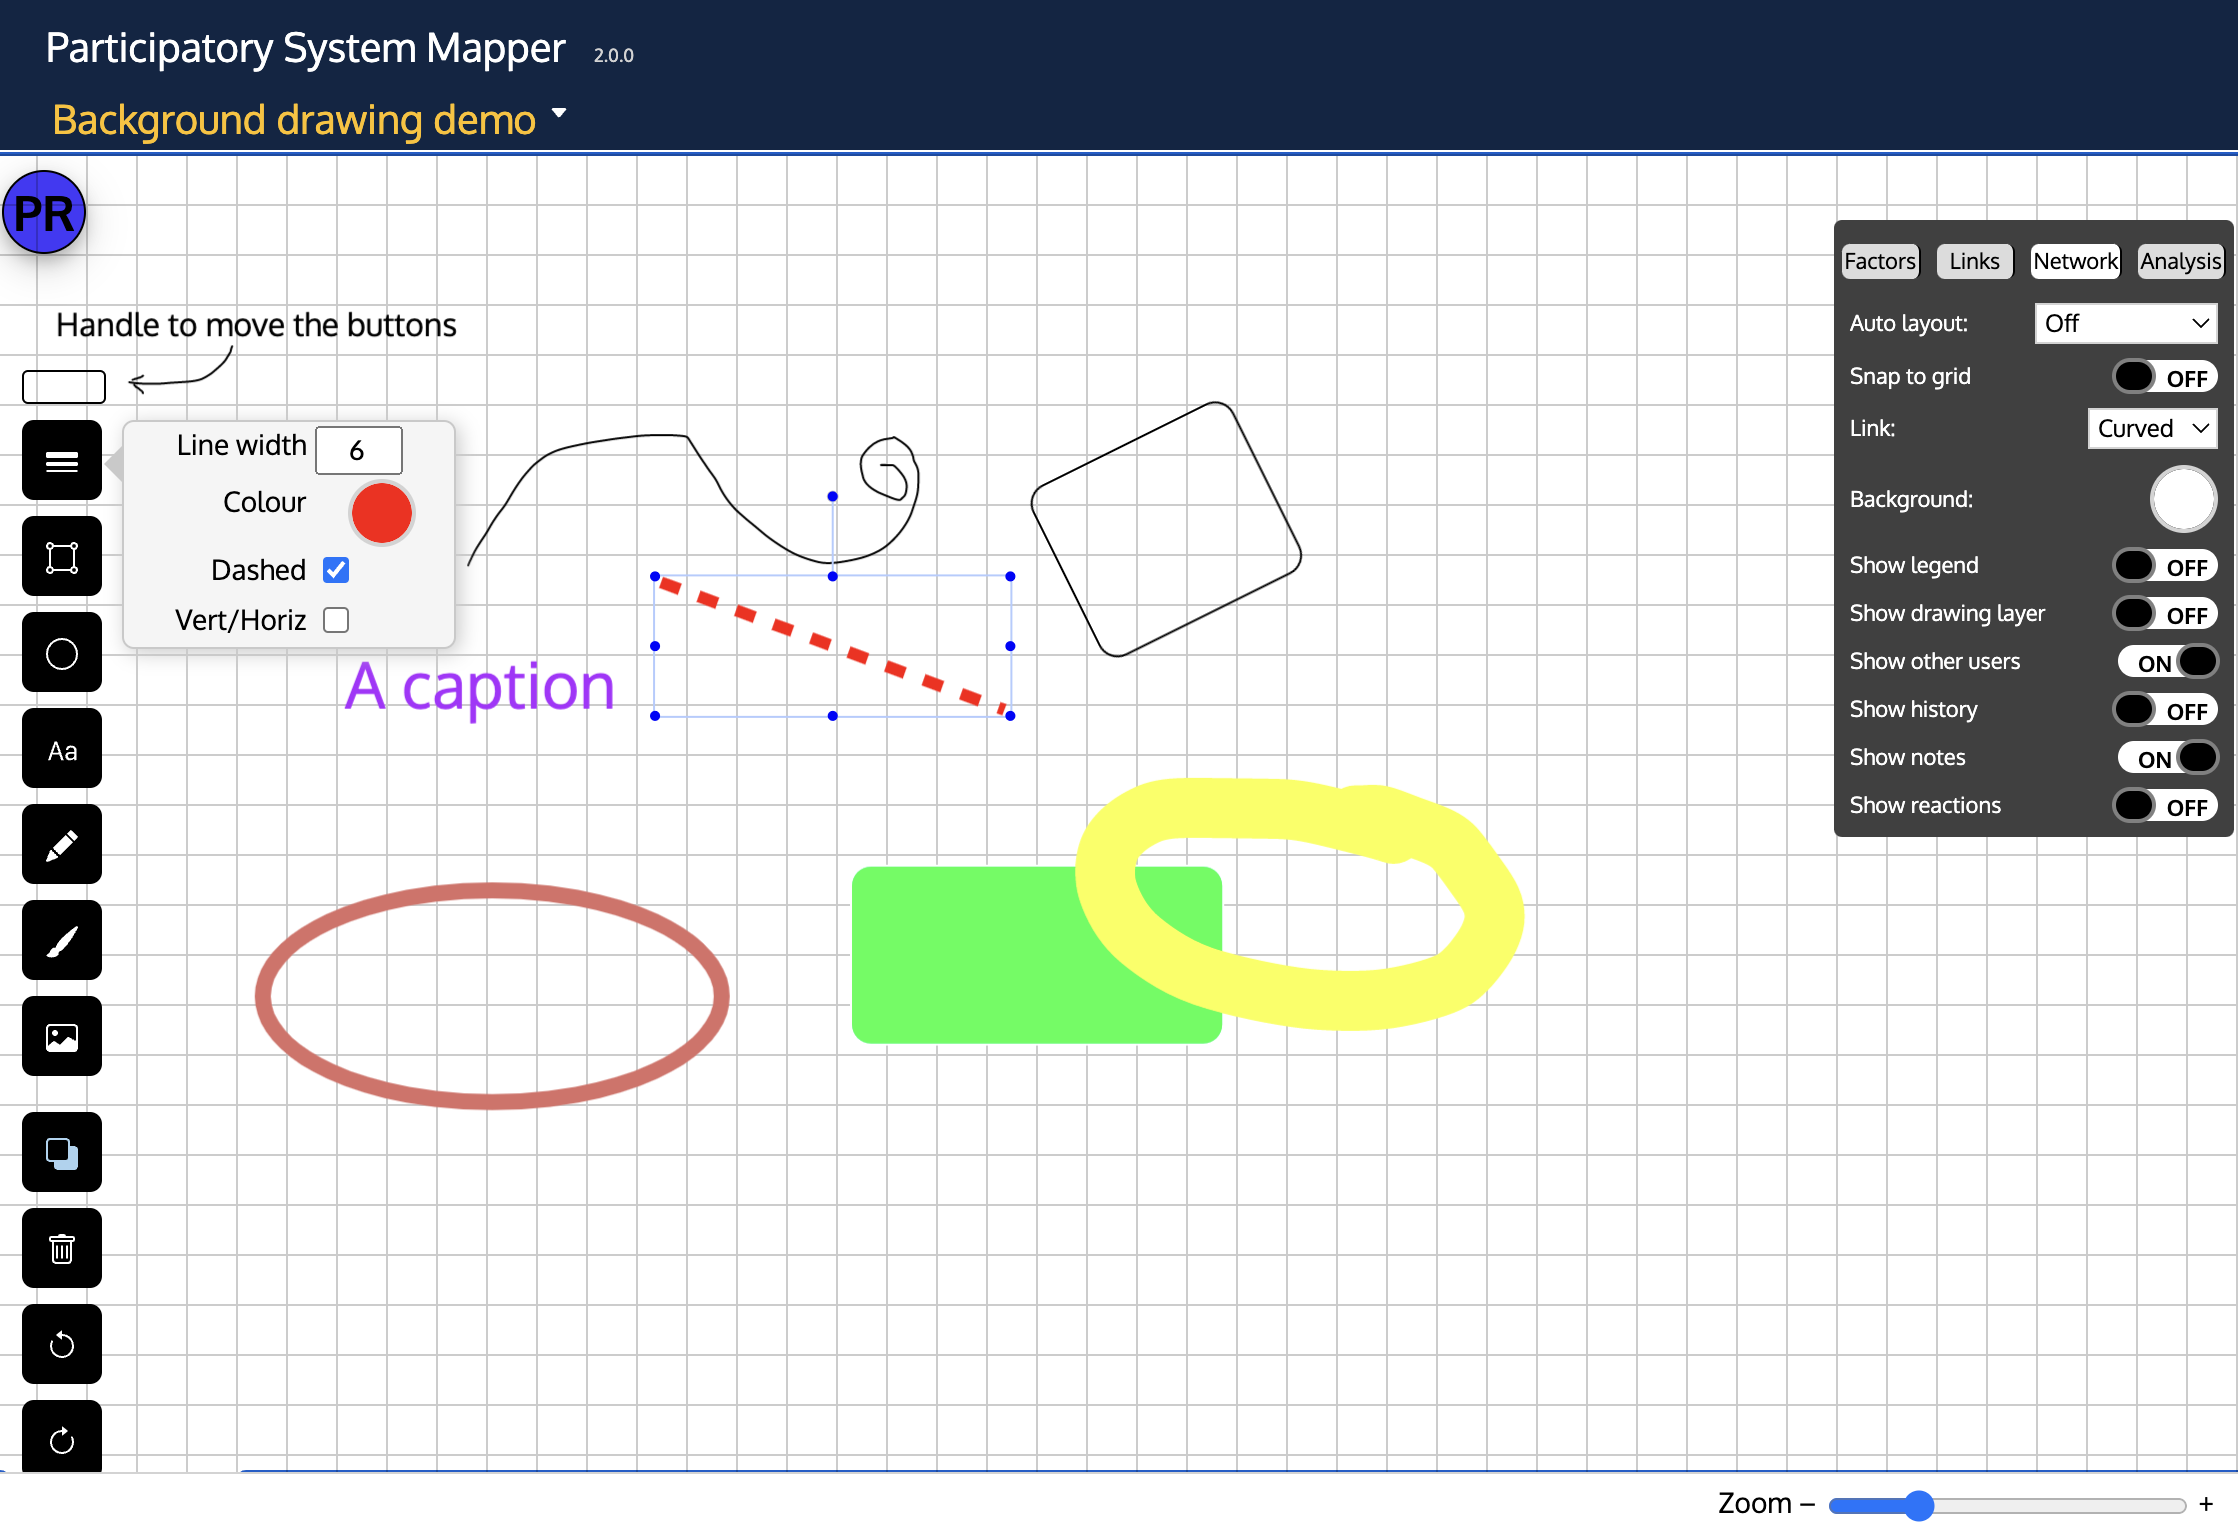 Participatory System Mapper 2.0.0
Background drawing demo
PR
Handle to move the buttons
Line width 6
Colour
Dashed
Vert/Horiz
A caption
Aa
Factors Links Network Analysis
Auto layout: Off
Snap to grid OFF
Link: Curved
Background:
Show legend OFF
Show drawing layer OFF
Show other users ON
Show history OFF
Show notes ON
Show reactions OFF
Zoom – +